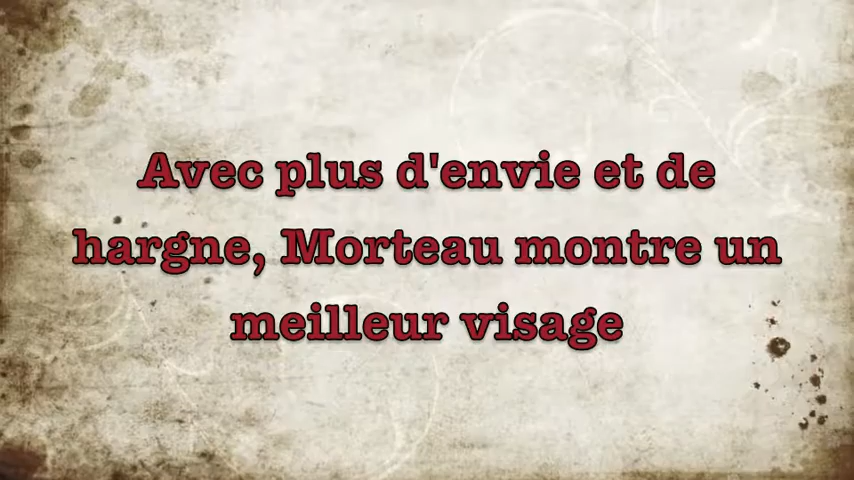 Avec plus d'envie et de
hargne, Morteau montre un
meilleur visage